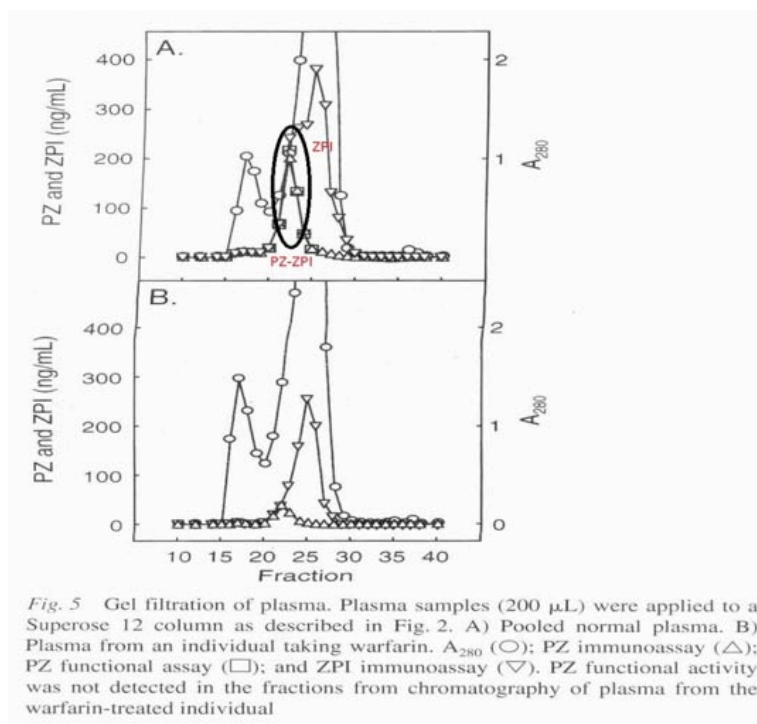 A.
400
300
200
100
0
PZ and ZPI (ng/mL)
2
1
0
A280
ZPI
PZ-ZPI
B.
400
300
200
100
0
PZ and ZPI (ng/mL)
2
1
0
A280
10 15 20 25 30 35 40
Fraction
Fig. 5 Gel filtration of plasma. Plasma samples (200 μL) were applied to a
Superose 12 column as described in Fig. 2. A) Pooled normal plasma. B)
Plasma from an individual taking warfarin. A280 (○); PZ immunoassay (△);
PZ functional assay (□); and ZPI immunoassay (▽). PZ functional activity
was not detected in the fractions from chromatography of plasma from the
warfarin-treated individual